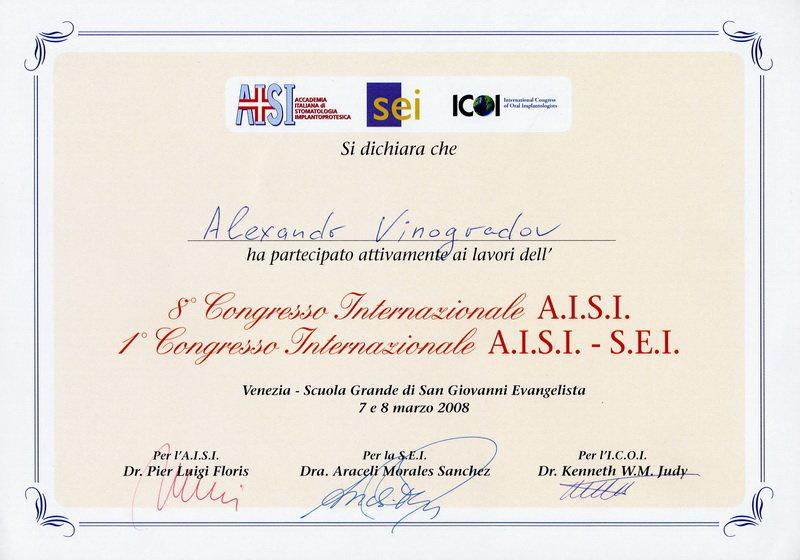 AISI ACCADEMIA
ITALIANA di
STOMATOLOGIA
IMPLANTOPROTESICA
sei
ICOI International Congress
of Oral Implantologists
Si dichiara che
Alexandr Vinogradov
ha partecipato attivamente ai lavori dell'
8° Congresso Internazionale A.I.S.I.
1° Congresso Internazionale A.I.S.I. - S.E.I.
Venezia - Scuola Grande di San Giovanni Evangelista
7 e 8 marzo 2008
Per l'A.I.S.I. Per la S.E.I. Per l'I.C.O.I.
Dr. Pier Luigi Floris Dra. Araceli Morales Sanchez Dr. Kenneth W.M. Judy